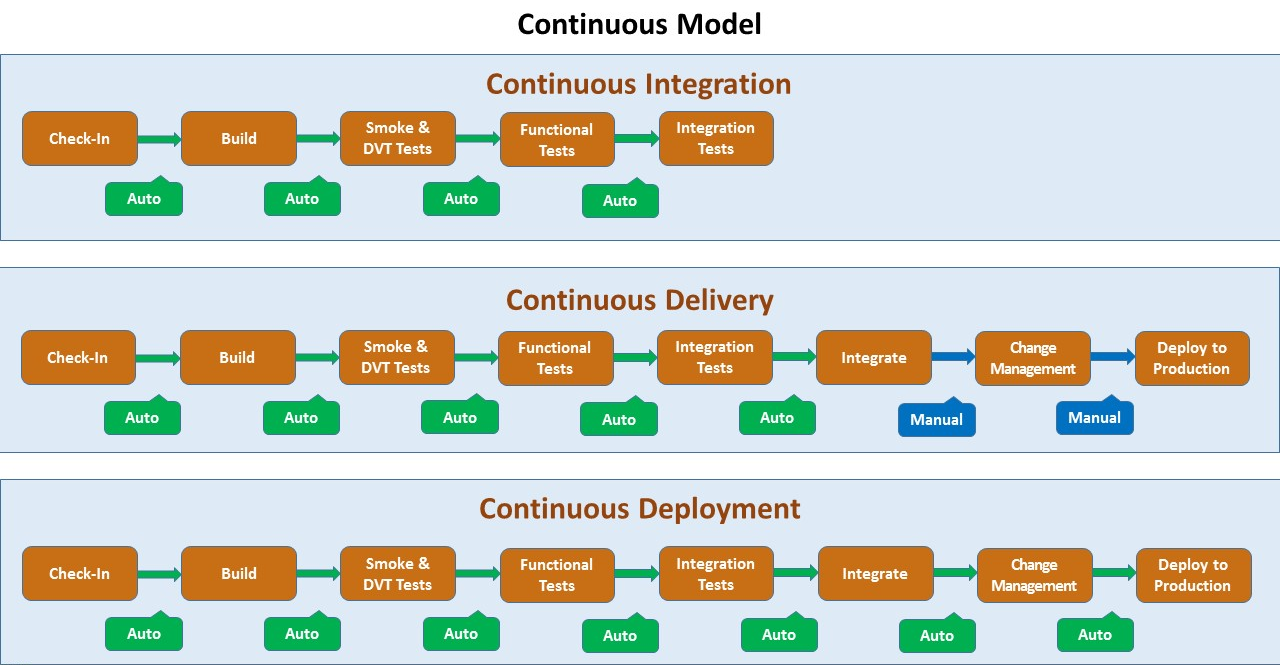 Continuous Model
Continuous Integration
Check-In
Build
Smoke &
DVT Tests
Functional
Tests
Integration
Tests
Auto
Auto
Auto
Auto
Continuous Delivery
Check-In
Build
Smoke &
DVT Tests
Functional
Tests
Integration
Tests
Integrate
Change
Management
Deploy to
Production
Auto
Auto
Auto
Auto
Auto
Manual
Manual
Continuous Deployment
Check-In
Build
Smoke &
DVT Tests
Functional
Tests
Integration
Tests
Integrate
Change
Management
Deploy to
Production
Auto
Auto
Auto
Auto
Auto
Auto
Auto